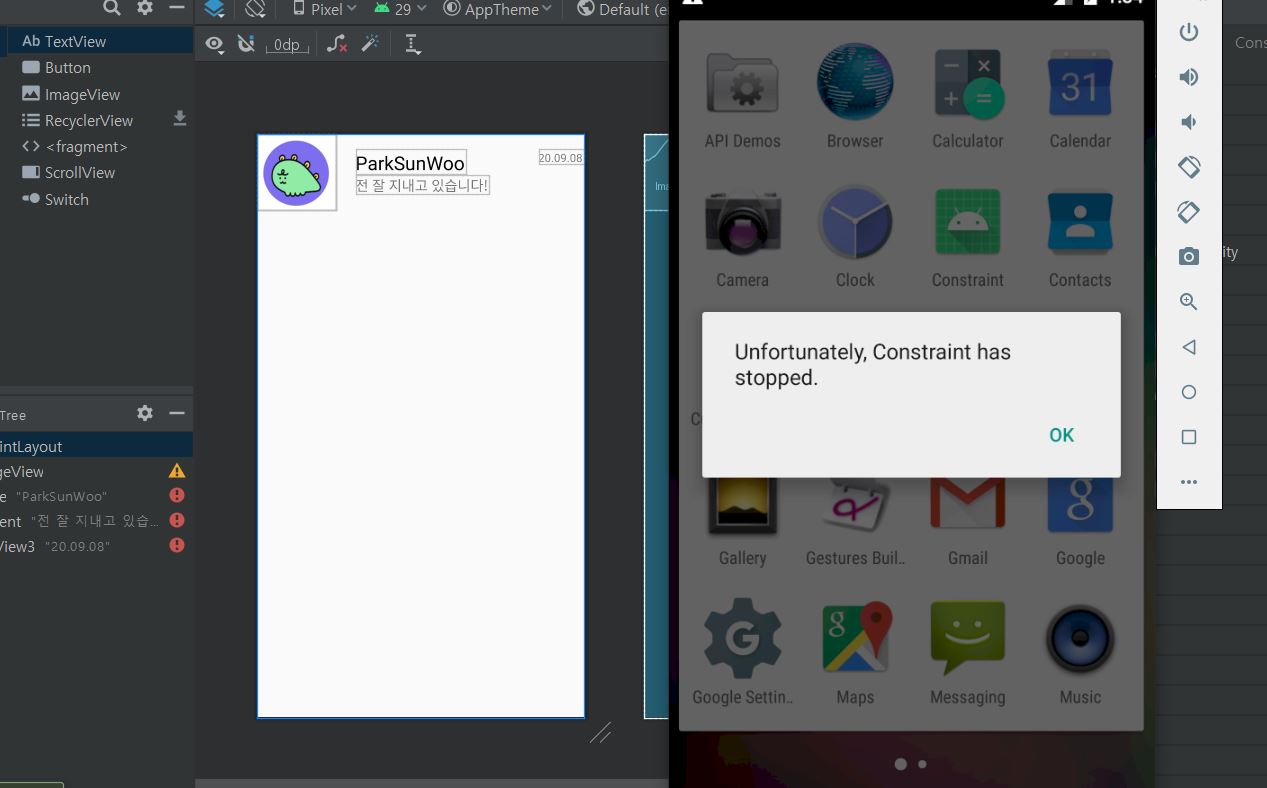 Pixel
29
AppTheme
Default (e
Ab TextView
Button
ImageView
RecyclerView
<> <fragment>
ScrollView
Switch
0dp
Cons
ParkSunWoo
20.09.08
전 잘 지내고 있습니다!
Ima
API Demos
Browser
Calculator
31
Calendar
Camera
Clock
Constraint
Contacts
ity
Unfortunately, Constraint has
stopped.
OK
Tree
intLayout
geView
e "ParkSunWoo"
ent "전 잘 지내고 있습...
View3 "20.09.08"
Gallery
Gestures Buil..
Gmail
Google
Google Settin..
Maps
Messaging
Music